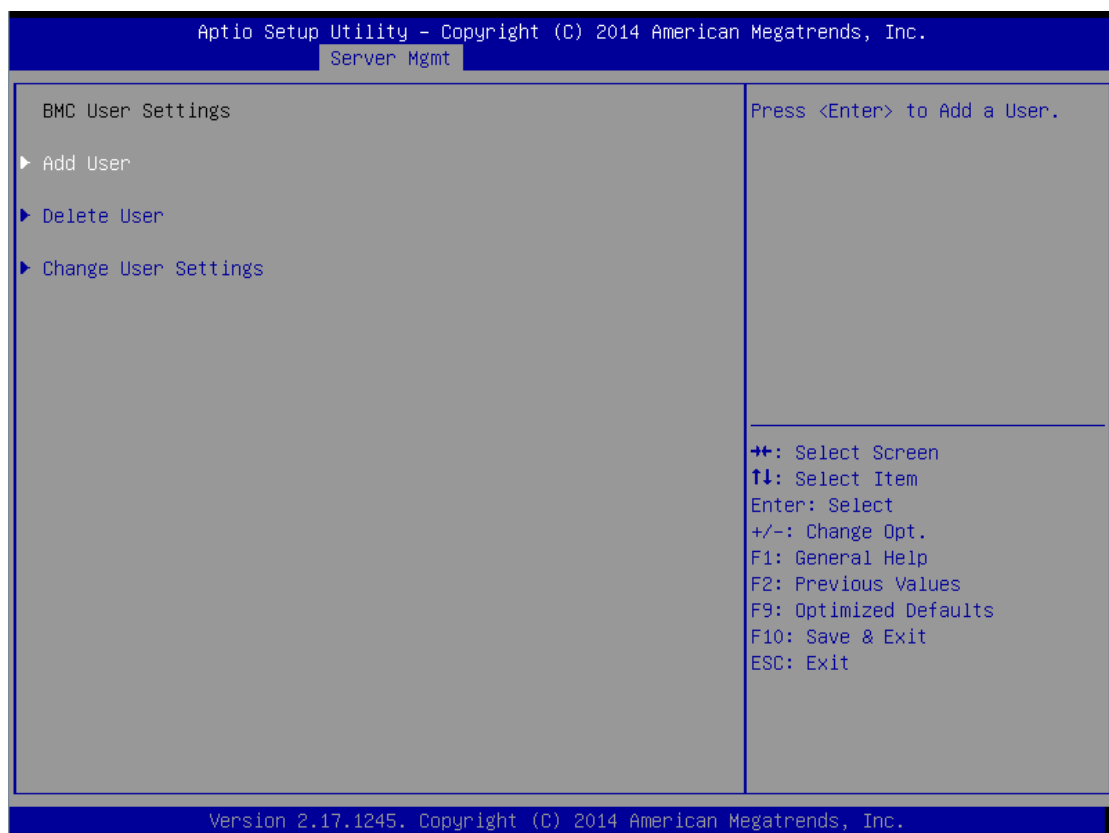 Aptio Setup Utility – Copyright (C) 2014 American Megatrends, Inc.
Server Mgmt
BMC User Settings
▶ Add User
▶ Delete User
▶ Change User Settings
Press <Enter> to Add a User.
→←: Select Screen
↑↓: Select Item
Enter: Select
+/-: Change Opt.
F1: General Help
F2: Previous Values
F9: Optimized Defaults
F10: Save & Exit
ESC: Exit
Version 2.17.1245. Copyright (C) 2014 American Megatrends, Inc.